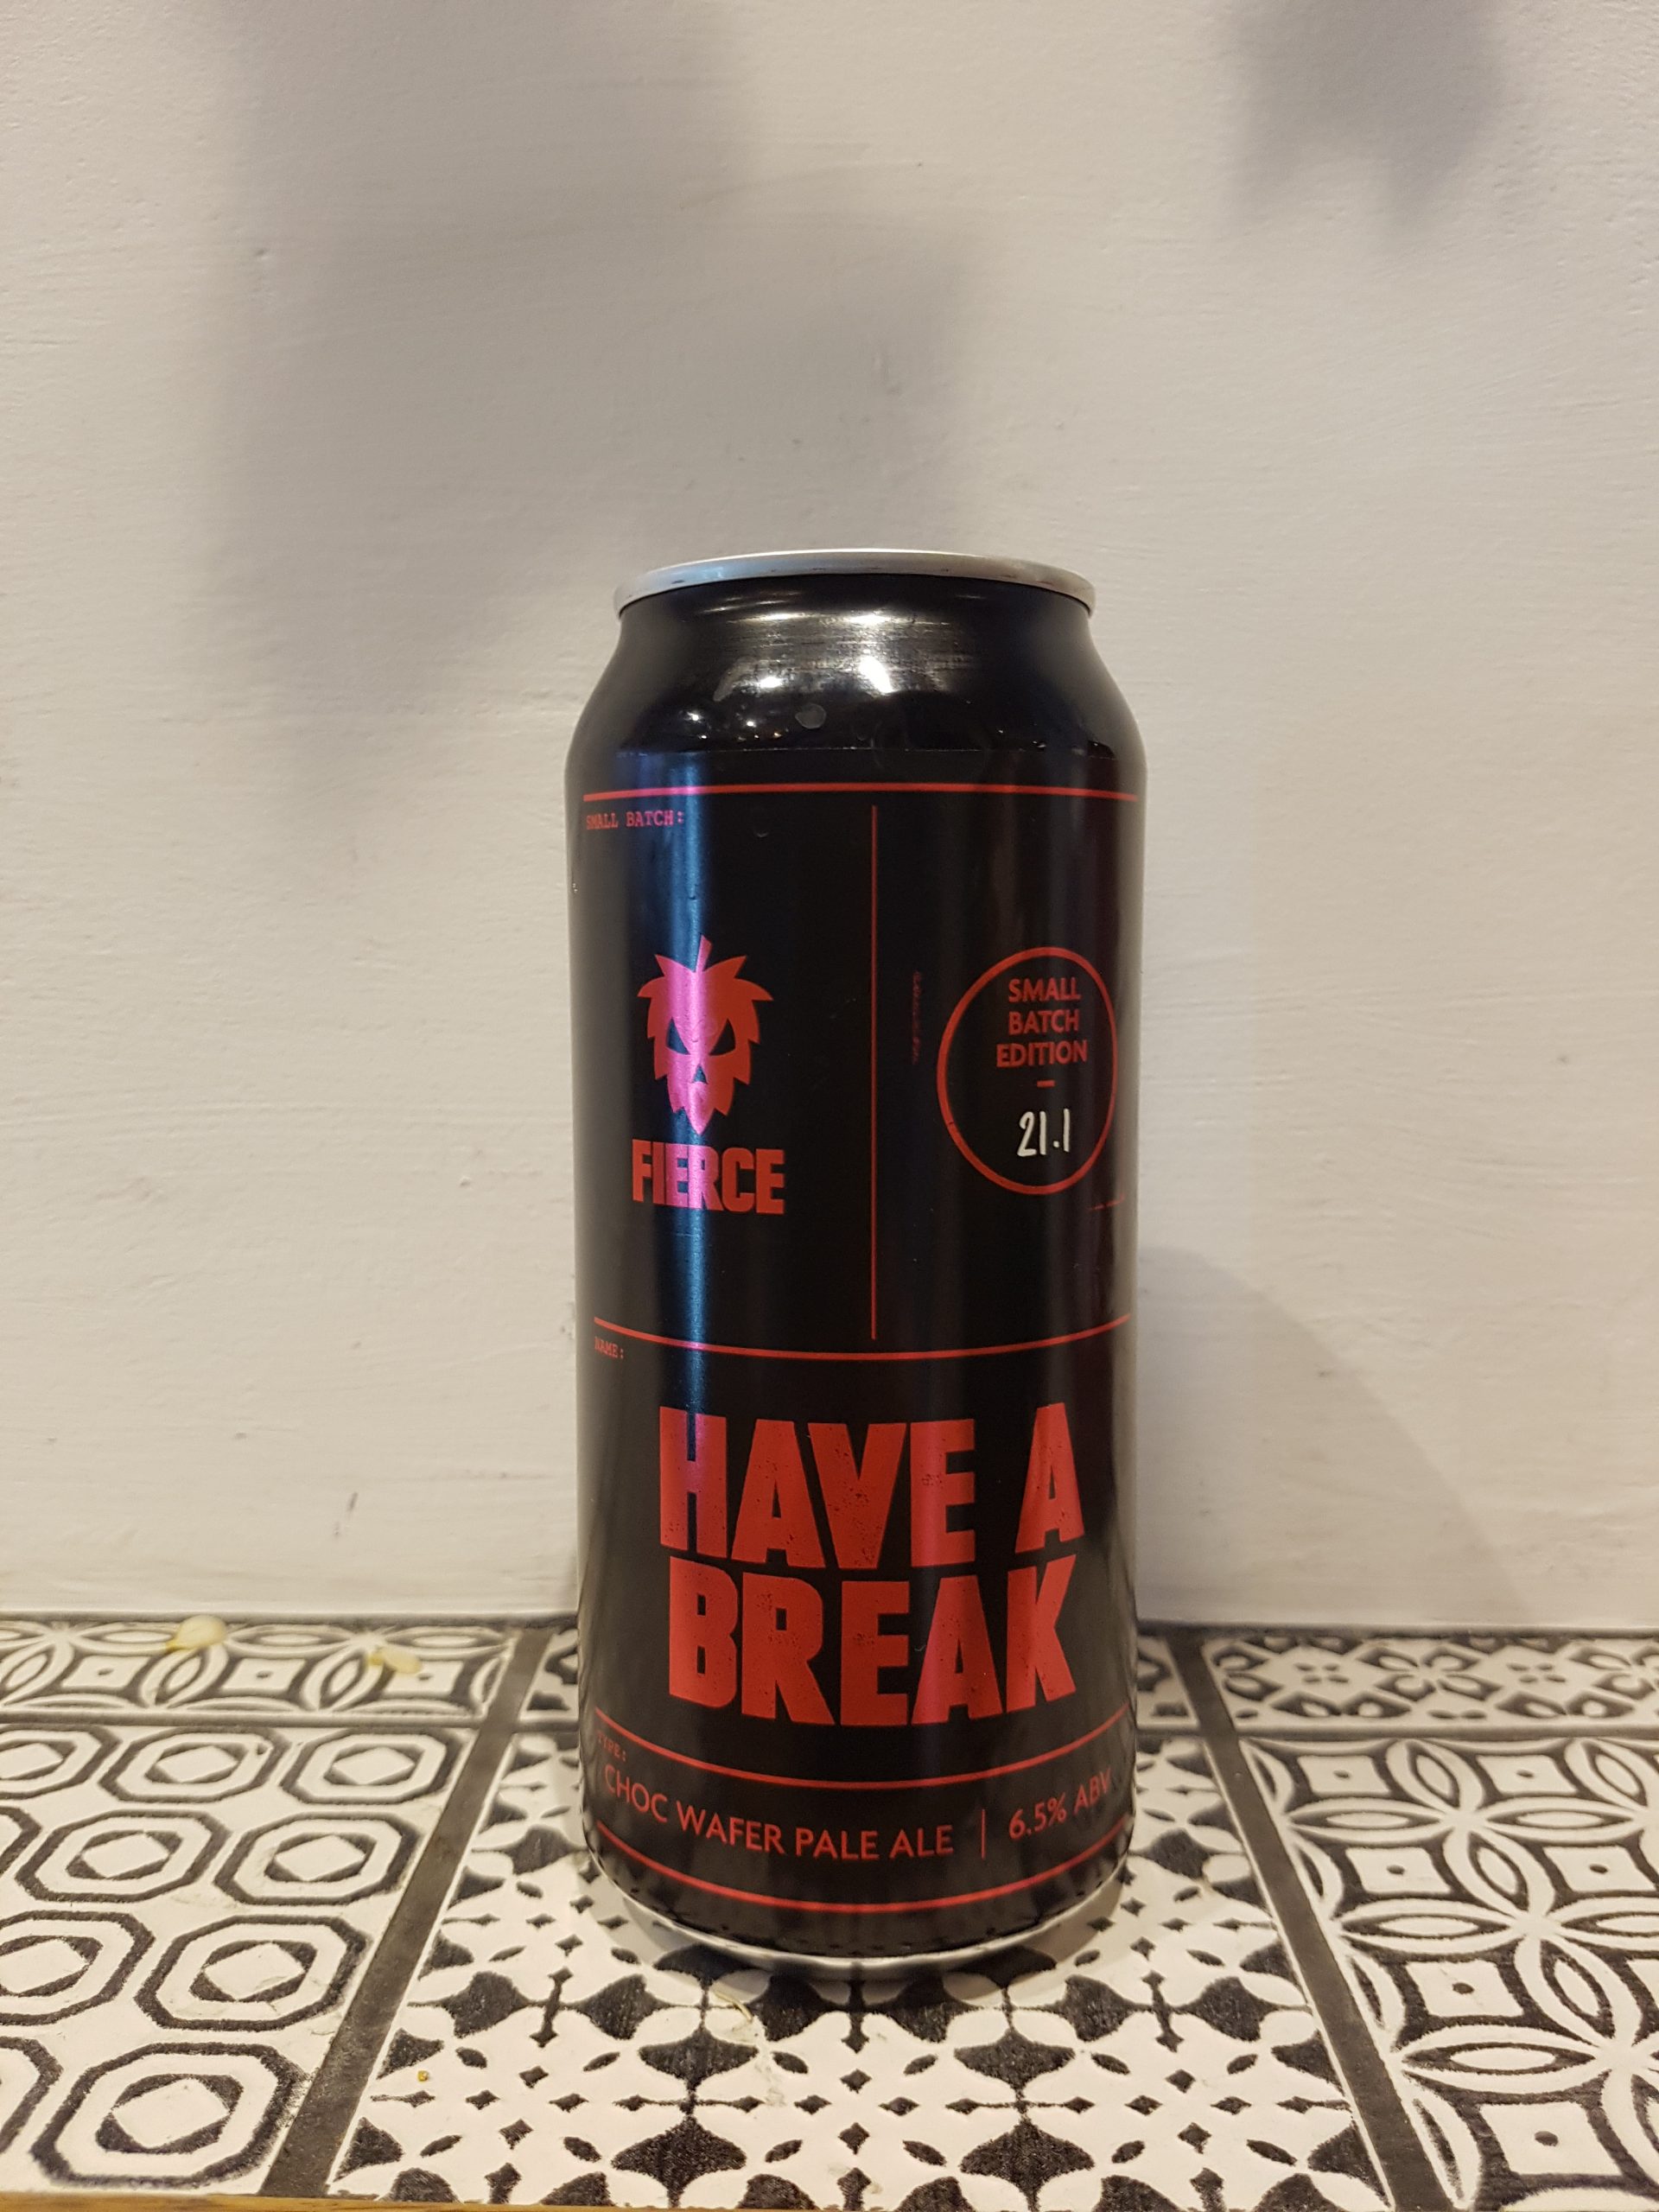 SMALL BATCH:
FIERCE
SMALL
BATCH
EDITION
-
21.1
NAME:
HAVE A
BREAK
TYPE:
CHOC WAFER PALE ALE | 6.5% ABV